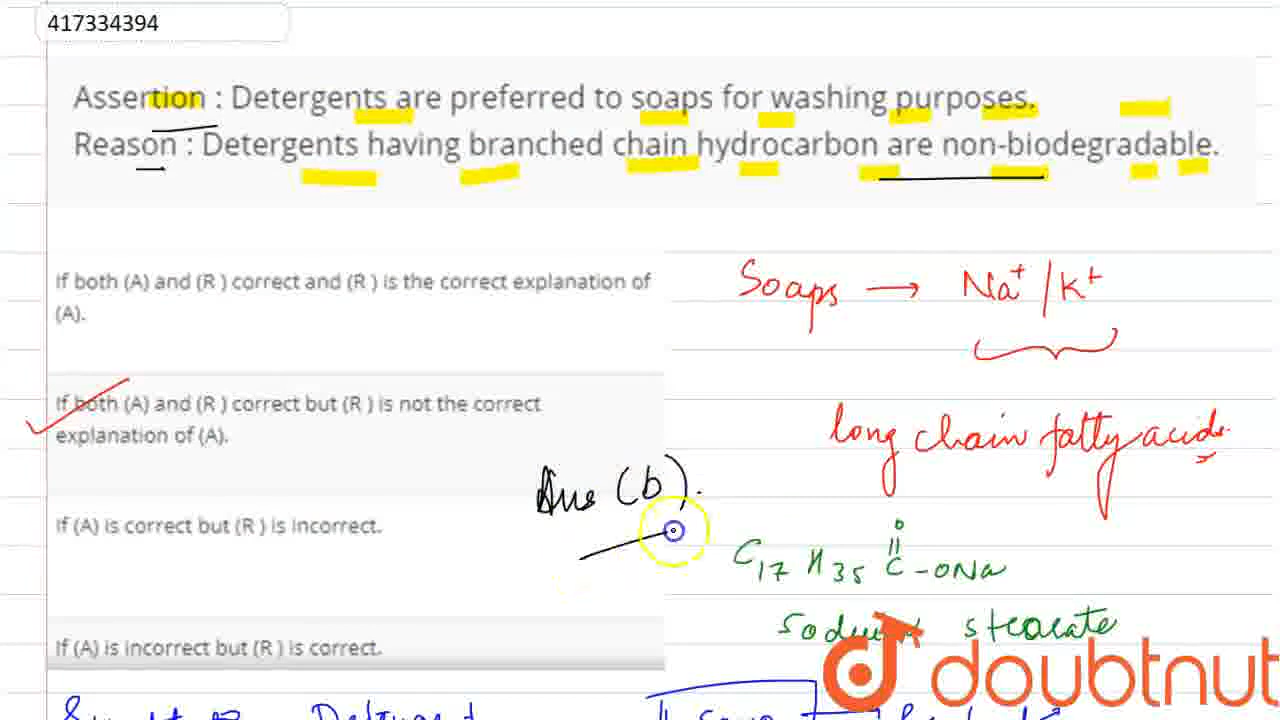 417334394
Assertion : Detergents are preferred to soaps for washing purposes.
Reason : Detergents having branched chain hydrocarbon are non-biodegradable.
If both (A) and (R ) correct and (R ) is the correct explanation of
(A).
Soaps → Na⁺ / K⁺
If both (A) and (R ) correct but (R ) is not the correct
explanation of (A).
long chain fatty acids.
Ans (b).
If (A) is correct but (R ) is incorrect.
O
C17 H35 C - ONa
Sodium stearate
If (A) is incorrect but (R ) is correct.
doubtnut